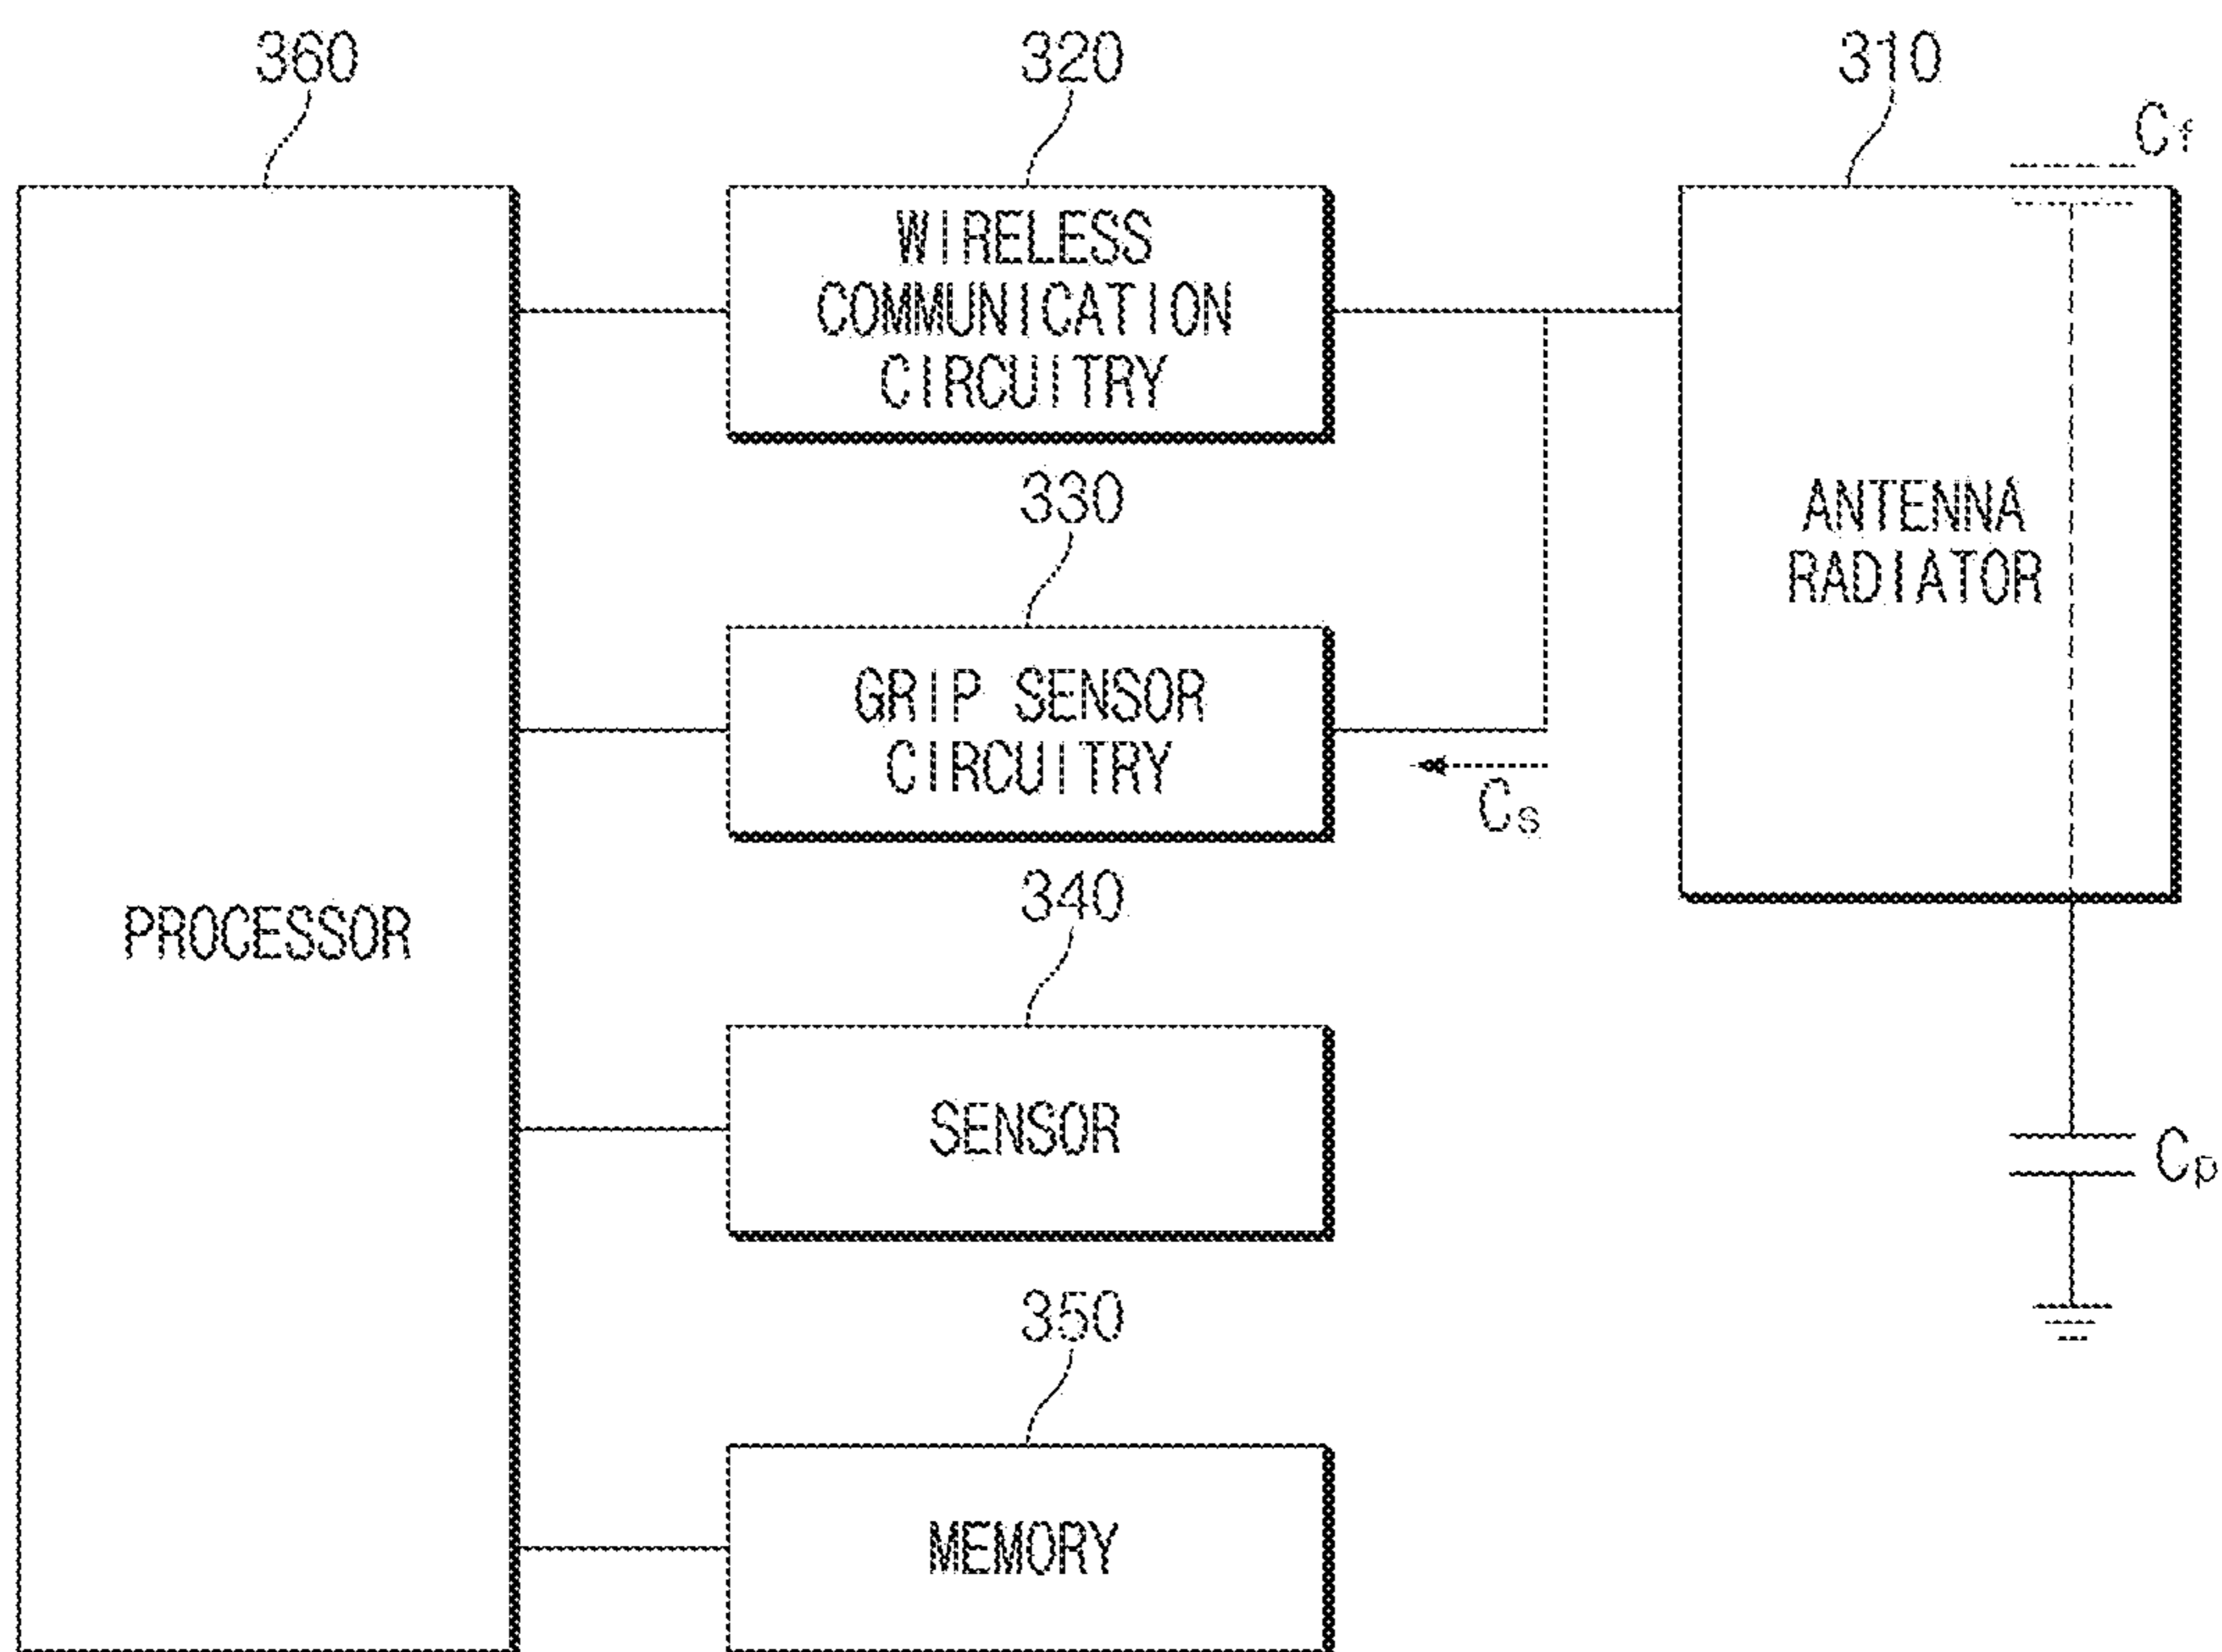 360
320
310
Cf
WIRELESS
COMMUNICATION
CIRCUITRY
330
ANTENNA
RADIATOR
GRIP SENSOR
CIRCUITRY
Cs
340
PROCESSOR
SENSOR
Cp
350
MEMORY